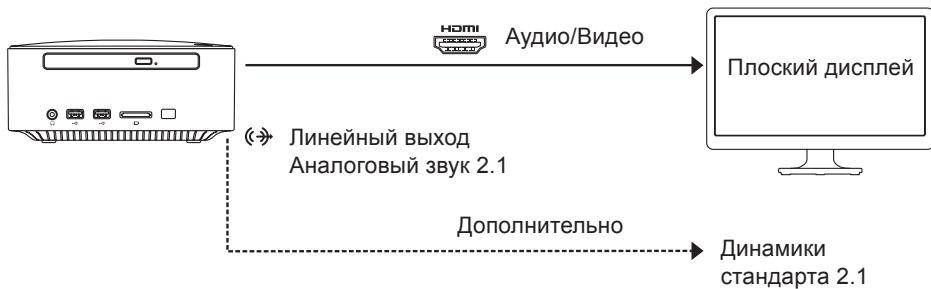 HDMI
Аудио/Видео
Плоский дисплей
Линейный выход
Аналоговый звук 2.1
Дополнительно
Динамики
стандарта 2.1